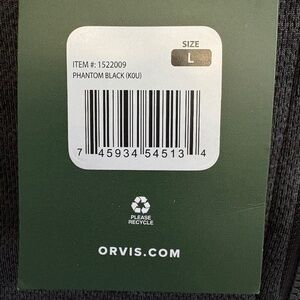 SIZE
L
ITEM #: 1522009
PHANTOM BLACK (K0U)
7 45934 54513 4
PLEASE
RECYCLE
ORVIS.COM